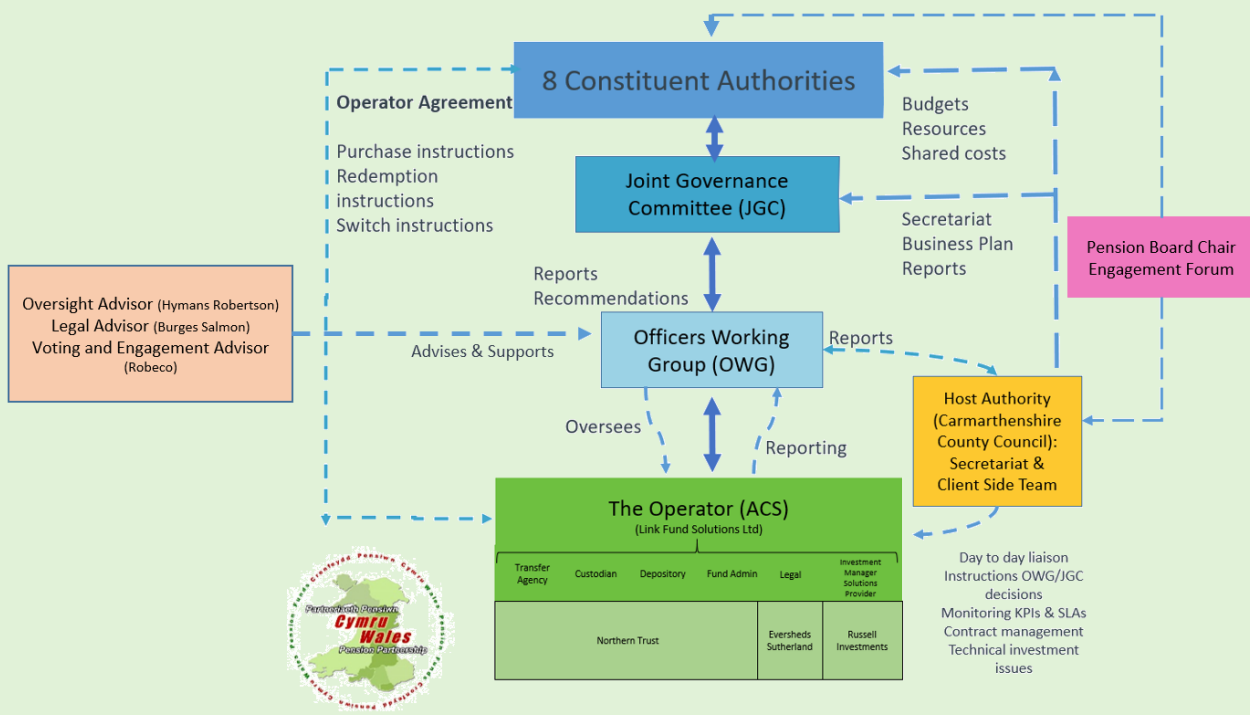 8 Constituent Authorities
Operator Agreement
Purchase instructions
Redemption
instructions
Switch instructions
Budgets
Resources
Shared costs
Joint Governance
Committee (JGC)
Secretariat
Business Plan
Reports
Pension Board Chair
Engagement Forum
Reports
Recommendations
Oversight Advisor (Hymans Robertson)
Legal Advisor (Burges Salmon)
Voting and Engagement Advisor
(Robeco)
Advises & Supports
Officers Working
Group (OWG)
Reports
Host Authority
(Carmarthenshire
County Council):
Secretariat &
Client Side Team
Oversees
Reporting
The Operator (ACS)
(Link Fund Solutions Ltd)
Transfer
Agency
Custodian
Depository
Fund Admin
Legal
Investment
Manager
Solutions
Provider
Northern Trust
Eversheds
Sutherland
Russell
Investments
Day to day liaison
Instructions OWG/JGC
decisions
Monitoring KPIs & SLAs
Contract management
Technical investment
issues
Partneriaeth Pensiwn
Cymru
Wales
Pension Partnership